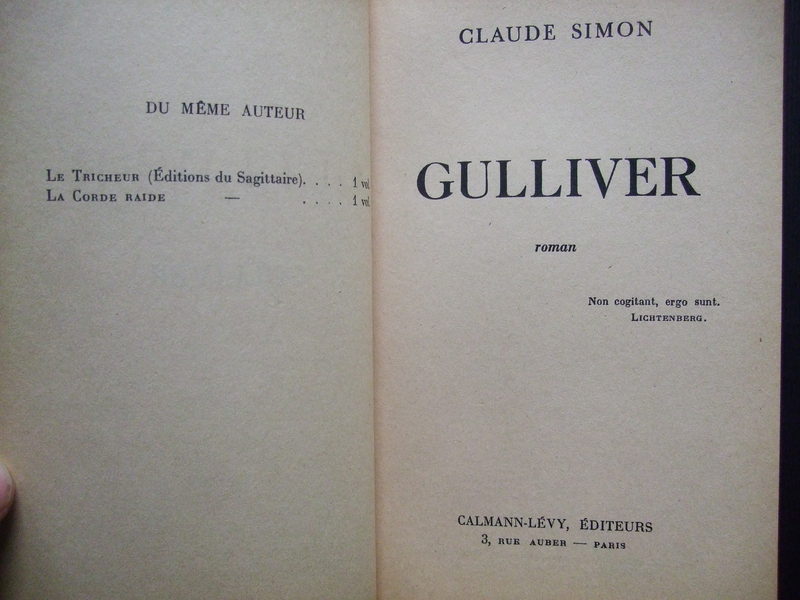 DU MÊME AUTEUR
LE TRICHEUR (Éditions du Sagittaire). . . . 1 vol
LA CORDE RAIDE — . . . . 1 vol.
CLAUDE SIMON
GULLIVER
roman
Non cogitant, ergo sunt.
LICHTENBERG.
CALMANN-LÉVY, ÉDITEURS
3, RUE AUBER — PARIS